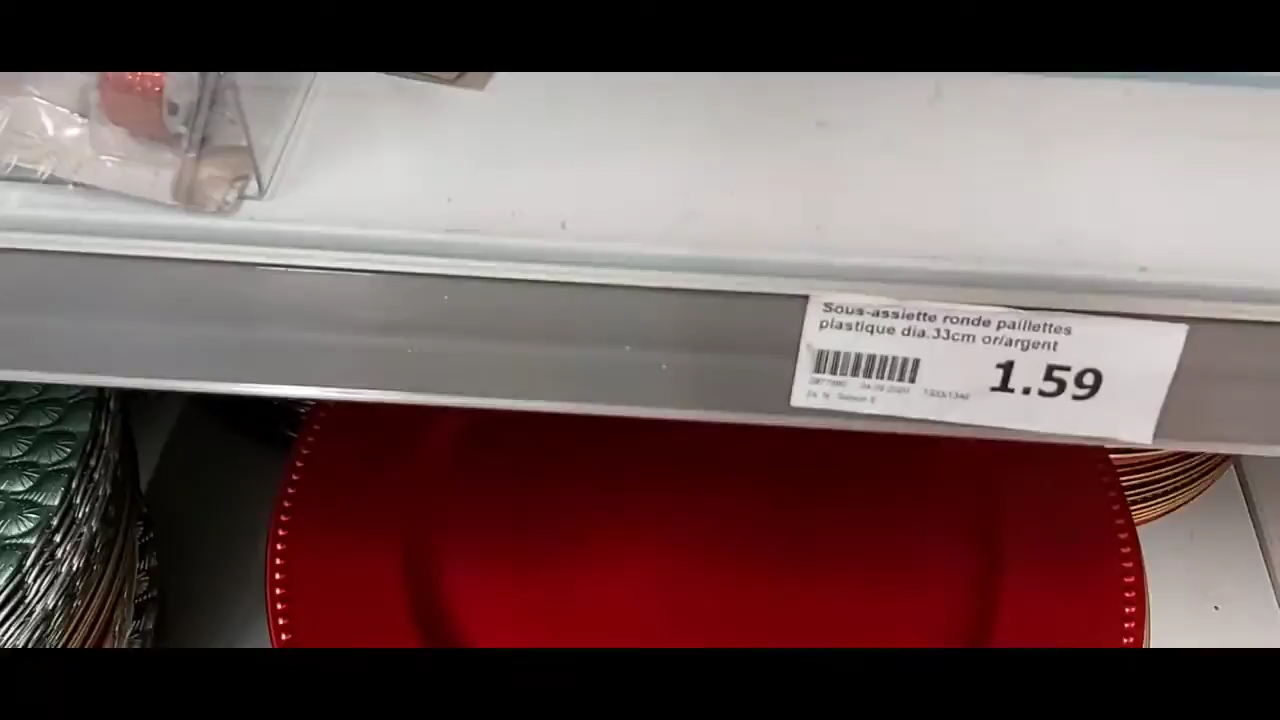 Sous-assiette ronde paillettes
plastique dia.33cm or/argent
1.59